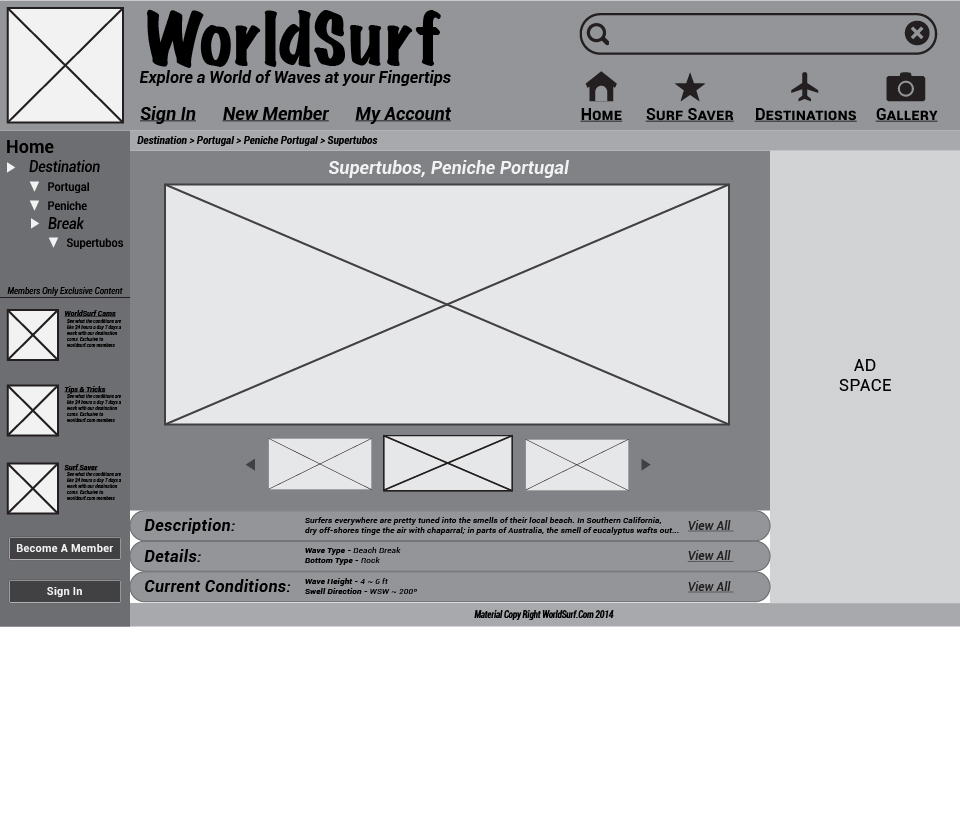 WorldSurf
Explore a World of Waves at your Fingertips
Sign In New Member My Account
Home Surf Saver Destinations Gallery
Destination > Portugal > Peniche Portugal > Supertubos
Home
Destination
Portugal
Peniche
Break
Supertubos
Members Only Exclusive Content
WorldSurf Cams
See what the conditions are
like 24 hours a day 7 days a
week with our destination
cams. Exclusive to
worldsurf.com members
Tips & Tricks
See what the conditions are
like 24 hours a day 7 days a
week with our destination
cams. Exclusive to
worldsurf.com members
Surf Saver
See what the conditions are
like 24 hours a day 7 days a
week with our destination
cams. Exclusive to
worldsurf.com members
Become A Member
Sign In
Supertubos, Peniche Portugal
AD
SPACE
Description:
Surfers everywhere are pretty tuned into the smells of their local beach. In Southern California,
dry off-shores tinge the air with chaparral; in parts of Australia, the smell of eucalyptus wafts out...
View All
Details:
Wave Type - Beach Break
Bottom Type - Rock
View All
Current Conditions:
Wave Height - 4 ~ 6 ft
Swell Direction - WSW ~ 200º
View All
Material Copy Right WorldSurf.Com 2014